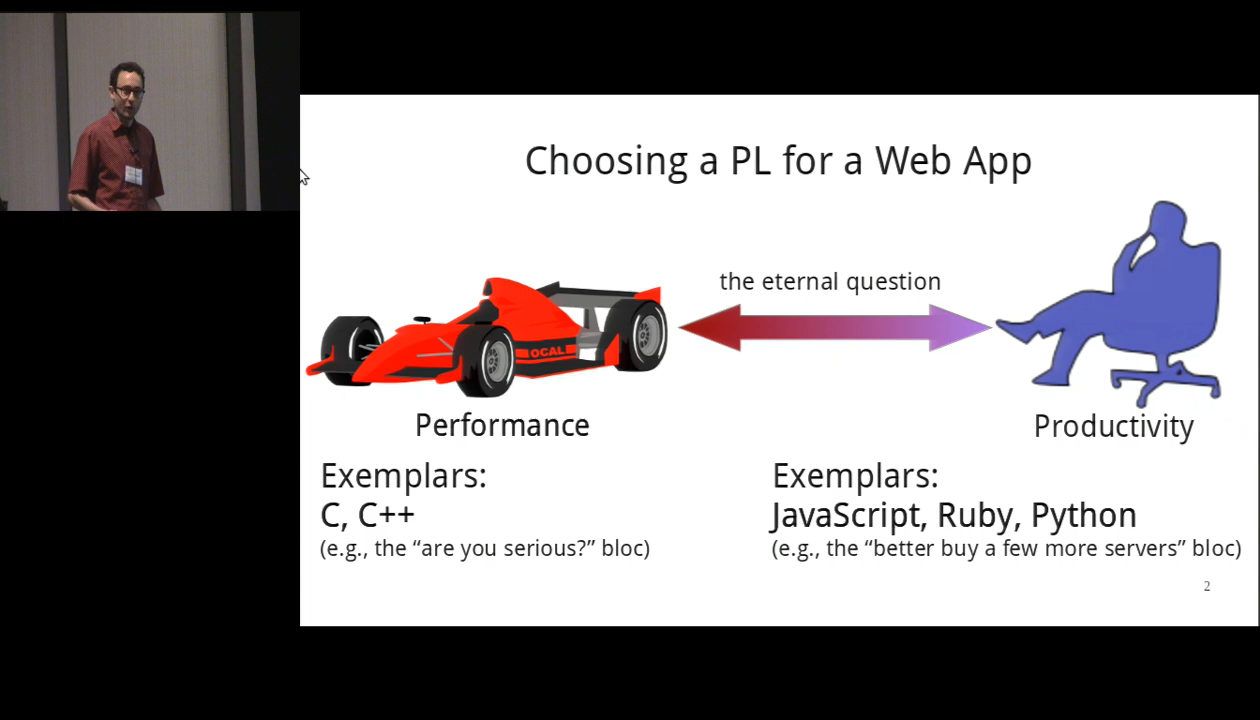 Choosing a PL for a Web App
the eternal question
OCAL
Performance
Productivity
Exemplars:
C, C++
(e.g., the “are you serious?” bloc)
Exemplars:
JavaScript, Ruby, Python
(e.g., the “better buy a few more servers” bloc)
2